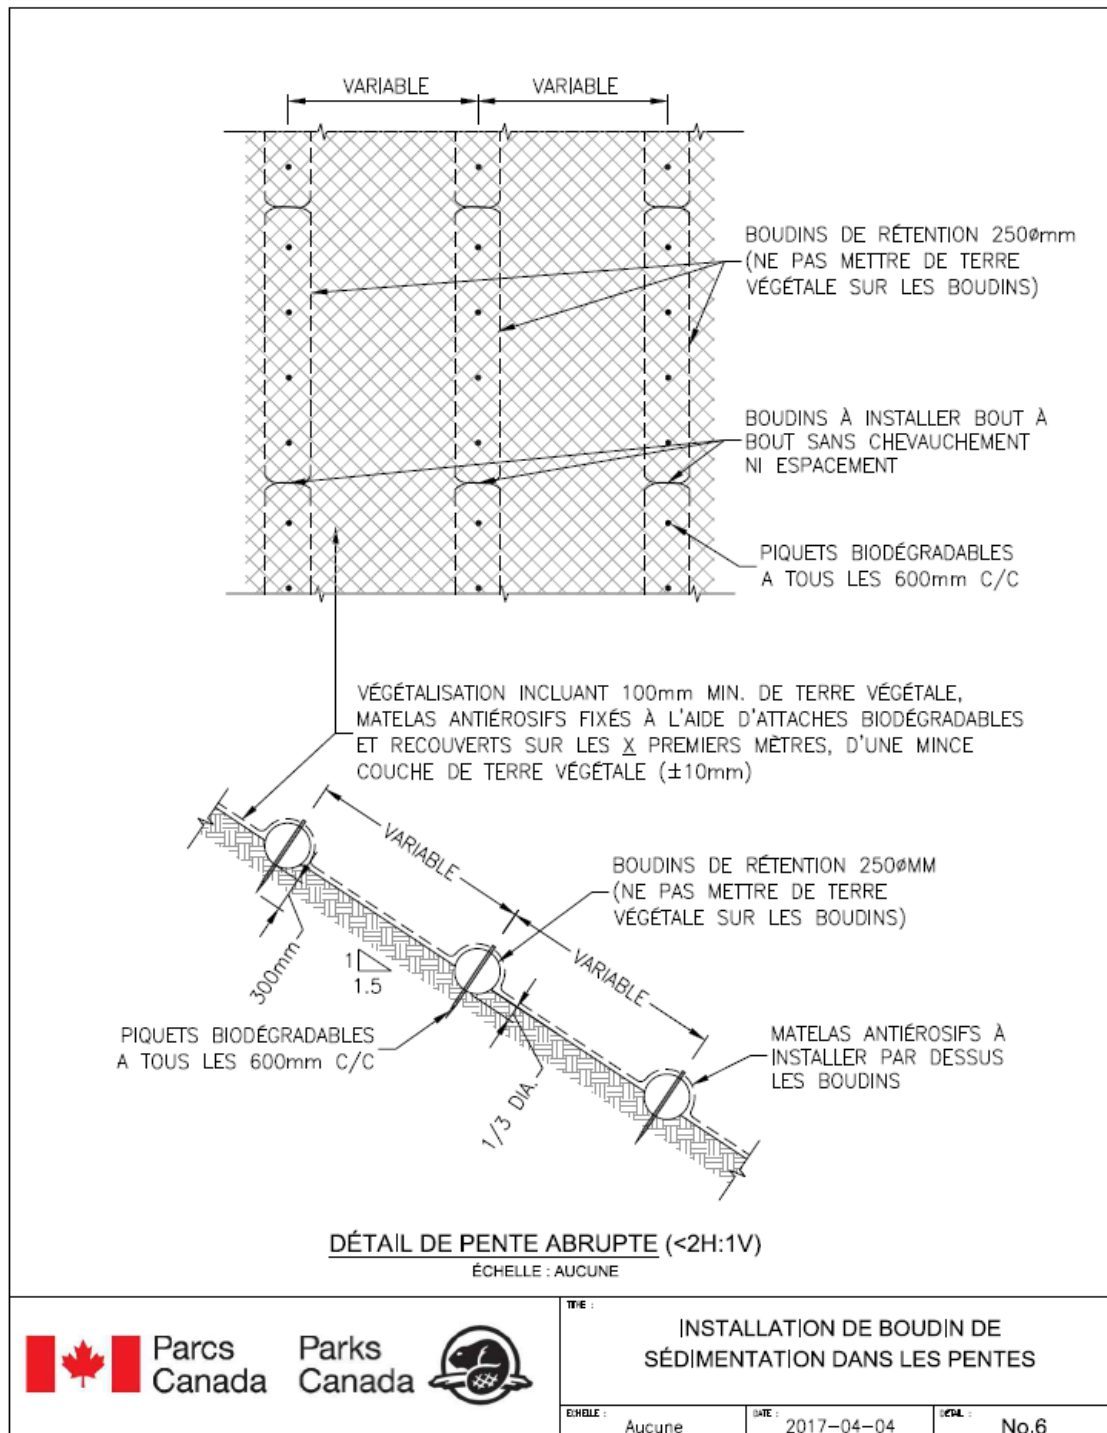 VARIABLE
VARIABLE
BOUDINS DE RÉTENTION 250ømm
(NE PAS METTRE DE TERRE
VÉGÉTALE SUR LES BOUDINS)
BOUDINS À INSTALLER BOUT À
BOUT SANS CHEVAUCHEMENT
NI ESPACEMENT
PIQUETS BIODÉGRADABLES
A TOUS LES 600mm C/C
VÉGÉTALISATION INCLUANT 100mm MIN. DE TERRE VÉGÉTALE,
MATELAS ANTIÉROSIFS FIXÉS À L'AIDE D'ATTACHES BIODÉGRADABLES
ET RECOUVERTS SUR LES X PREMIERS MÈTRES, D'UNE MINCE
COUCHE DE TERRE VÉGÉTALE (±10mm)
VARIABLE
BOUDINS DE RÉTENTION 250øMM
(NE PAS METTRE DE TERRE
VÉGÉTALE SUR LES BOUDINS)
VARIABLE
300mm
1
1.5
PIQUETS BIODÉGRADABLES
A TOUS LES 600mm C/C
1/3 DIA.
MATELAS ANTIÉROSIFS À
INSTALLER PAR DESSUS
LES BOUDINS
DÉTAIL DE PENTE ABRUPTE (<2H:1V)
ÉCHELLE : AUCUNE
Parcs
Canada
Parks
Canada
TITRE :
INSTALLATION DE BOUDIN DE
SÉDIMENTATION DANS LES PENTES
ECHELLE :
Aucune
DATE :
2017-04-04
DÉTAIL :
No.6